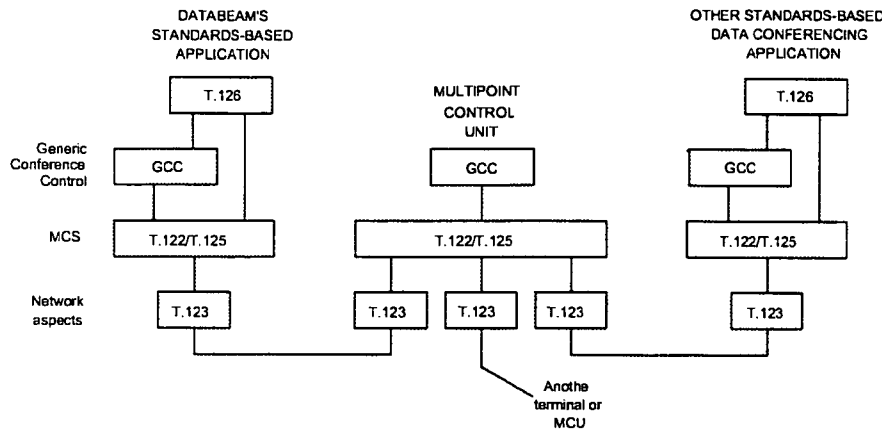 DATABEAM'S
STANDARDS-BASED
APPLICATION
OTHER STANDARDS-BASED
DATA CONFERENCING
APPLICATION
T.126
MULTIPOINT
CONTROL
UNIT
T.126
Generic
Conference
Control
GCC
GCC
GCC
MCS
T.122/T.125
T.122/T.125
T.122/T.125
Network
aspects
T.123
T.123
T.123
T.123
T.123
Anothe
terminal or
MCU